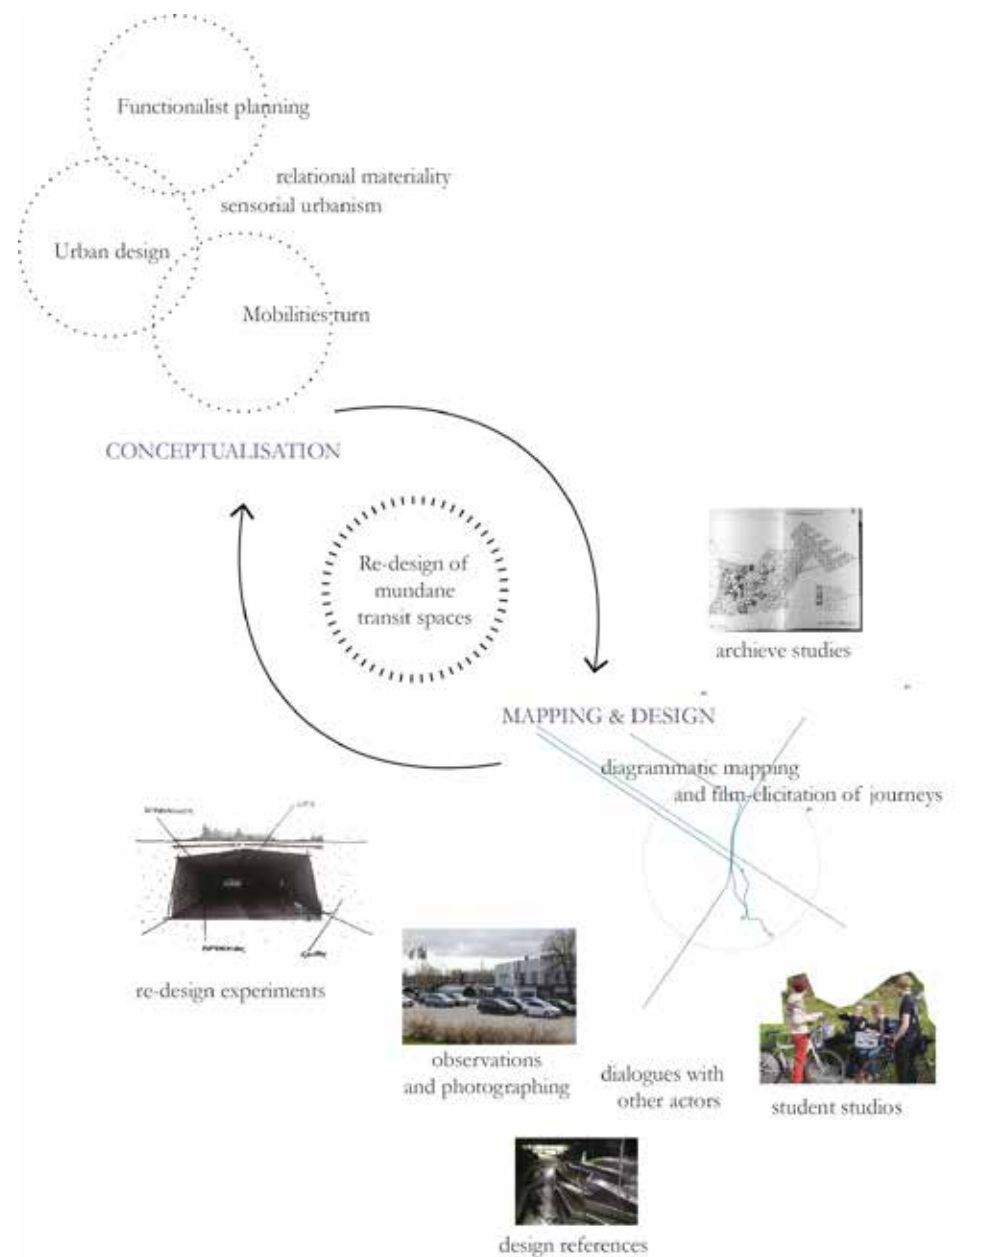 Functionalist planning
relational materiality
sensorial urbanism
Urban design
Mobilities turn
CONCEPTUALISATION
Re-design of
mundane
transit spaces
archieve studies
MAPPING & DESIGN
diagrammatic mapping
and film-elicitation of journeys
re-design experiments
observations
and photographing
dialogues with
other actors
student studios
design references